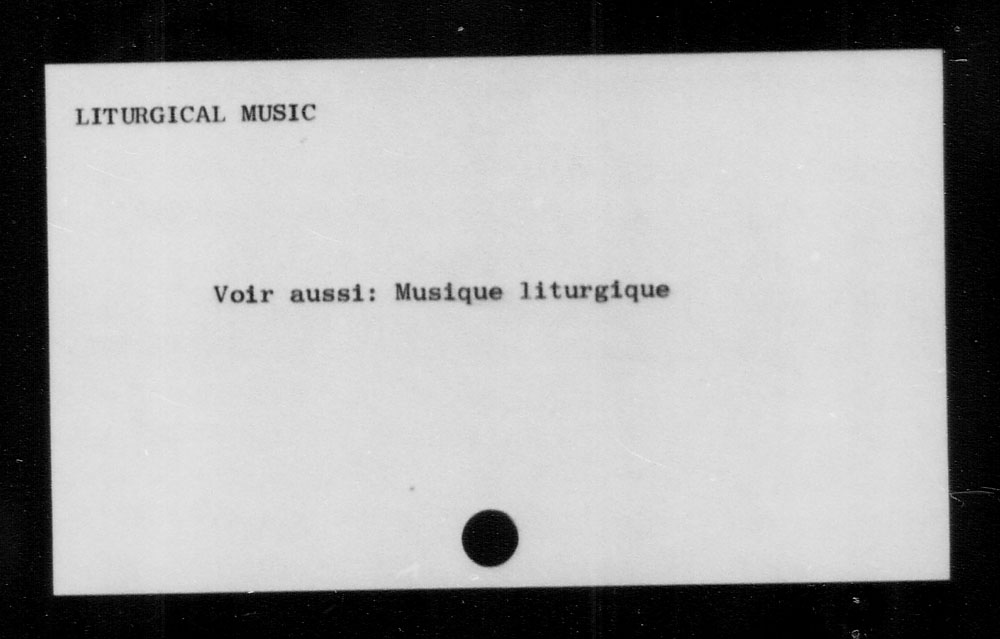 LITURGICAL MUSIC
Voir aussi: Musique liturgique